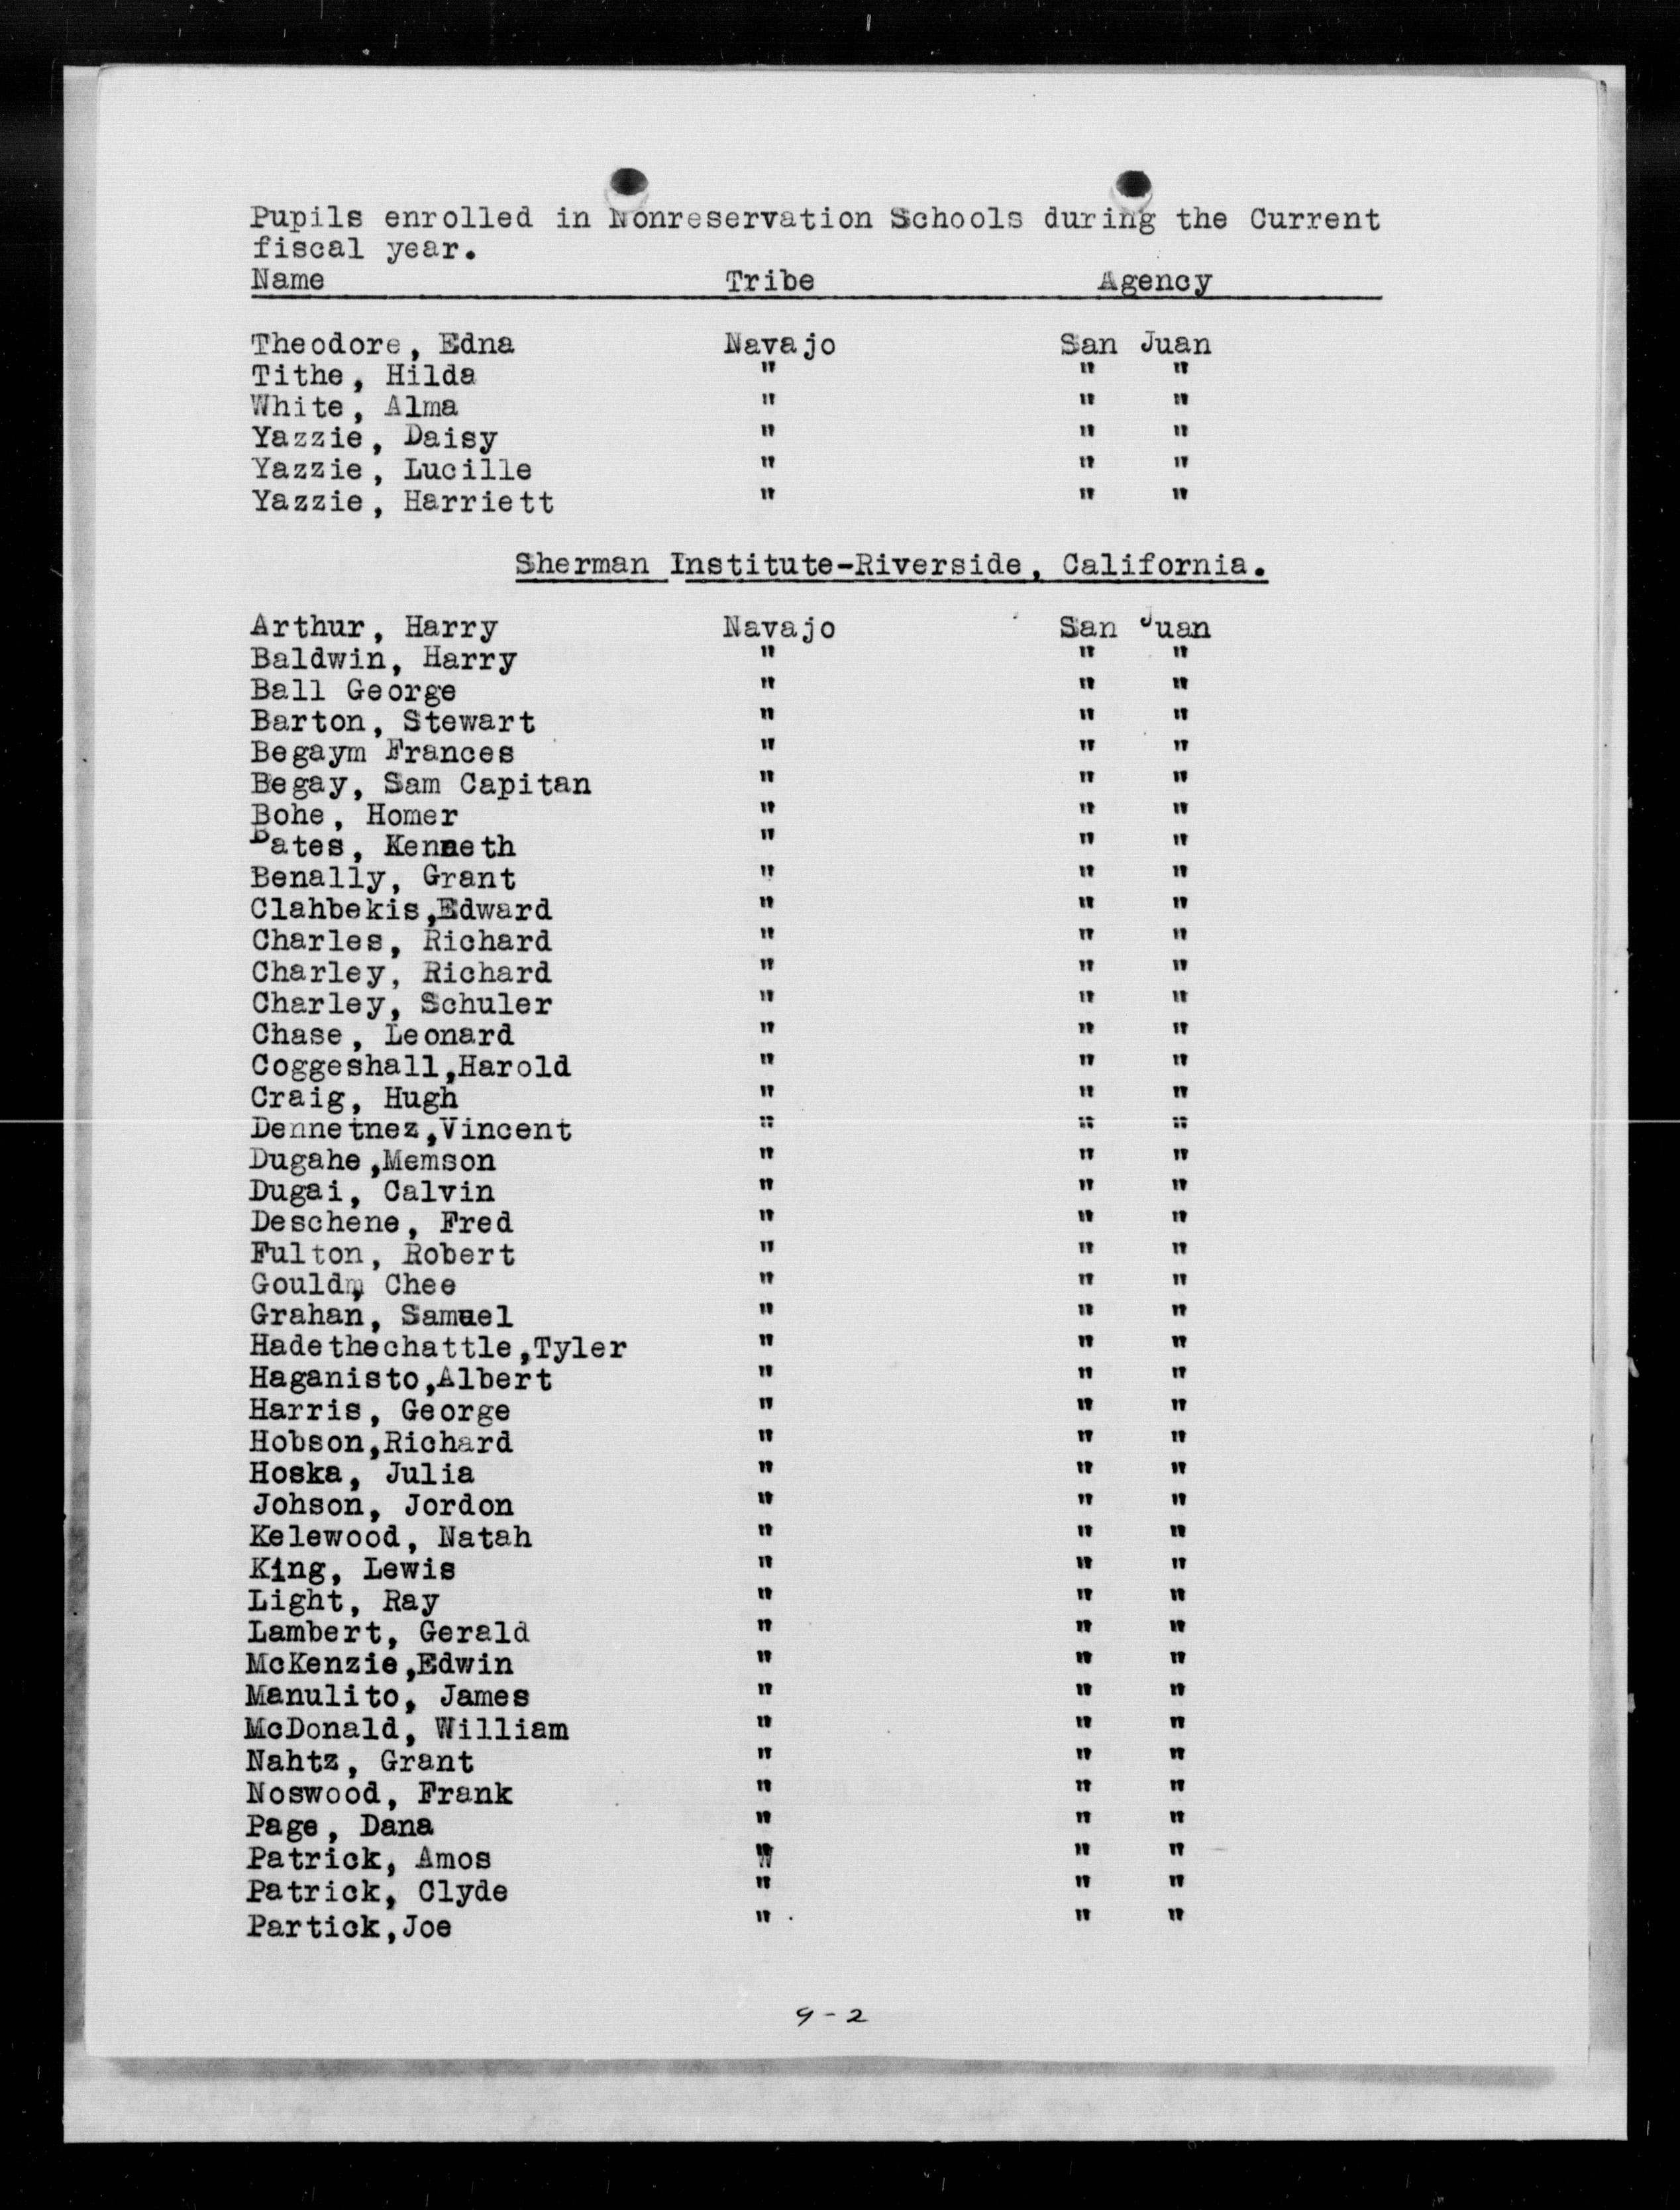 Pupils enrolled in Nonreservation Schools during the Current
fiscal year.
Name Tribe Agency
Theodore, Edna Navajo San Juan
Tithe, Hilda " " "
White, Alma " " "
Yazzie, Daisy " " "
Yazzie, Lucille " " "
Yazzie, Harriett " " "
Sherman Institute-Riverside, California.
Arthur, Harry Navajo San Juan
Baldwin, Harry " " "
Ball George " " "
Barton, Stewart " " "
Begaym Frances " " "
Begay, Sam Capitan " " "
Bohe, Homer " " "
Bates, Kenneth " " "
Benally, Grant " " "
Clahbekis,Edward " " "
Charles, Richard " " "
Charley, Richard " " "
Charley, Schuler " " "
Chase, Leonard " " "
Coggeshall,Harold " " "
Craig, Hugh " " "
Dennetnez,Vincent " " "
Dugahe,Memson " " "
Dugai, Calvin " " "
Deschene, Fred " " "
Fulton, Robert " " "
Gouldm, Chee " " "
Grahan, Samuel " " "
Hadethechattle,Tyler " " "
Haganisto,Albert " " "
Harris, George " " "
Hobson,Richard " " "
Hoska, Julia " " "
Johson, Jordon " " "
Kelewood, Natah " " "
King, Lewis " " "
Light, Ray " " "
Lambert, Gerald " " "
McKenzie,Edwin " " "
Manulito, James " " "
McDonald, William " " "
Nahtz, Grant " " "
Noswood, Frank " " "
Page, Dana " " "
Patrick, Amos " " "
Patrick, Clyde " " "
Partick,Joe " " "
9-2